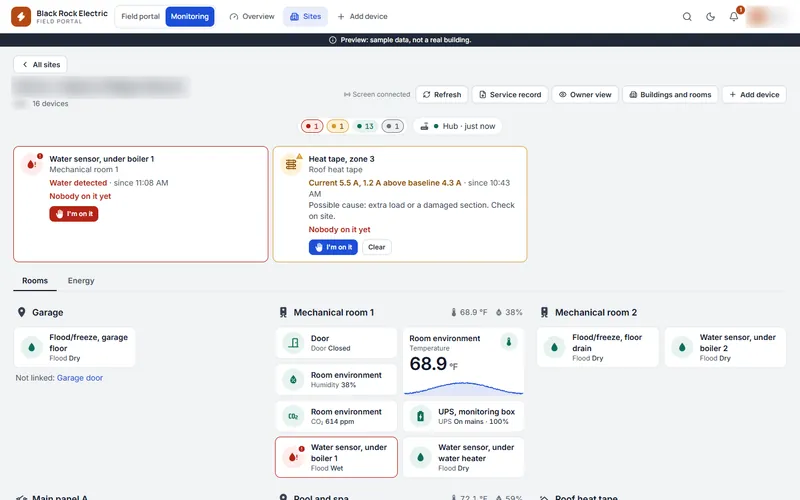 Black Rock Electric
FIELD PORTAL
Field portal
Monitoring
Overview
Sites
Add device
1
Preview: sample data, not a real building.
All sites
16 devices
Screen connected
Refresh
Service record
Owner view
Buildings and rooms
Add device
1
1
13
1
Hub · just now
Water sensor, under boiler 1
Mechanical room 1
Water detected · since 11:08 AM
Nobody on it yet
I'm on it
Heat tape, zone 3
Roof heat tape
Current 5.5 A, 1.2 A above baseline 4.3 A · since 10:43
AM
Possible cause: extra load or a damaged section. Check
on site.
Nobody on it yet
I'm on it
Clear
Rooms
Energy
Garage
Flood/freeze, garage
floor
Flood Dry
Not linked: Garage door
Mechanical room 1
68.9 °F
38%
Door
Door Closed
Room environment
Humidity 38%
Room environment
Temperature
68.9 °F
Room environment
CO₂
CO₂ 614 ppm
UPS, monitoring box
UPS On mains · 100%
Water sensor, under
boiler 1
Flood Wet
Water sensor, under
water heater
Flood Dry
Mechanical room 2
Flood/freeze, floor
drain
Flood Dry
Water sensor, under
boiler 2
Flood Dry
Main panel A
Pool and spa
72.1 °F
59%
Roof heat tape